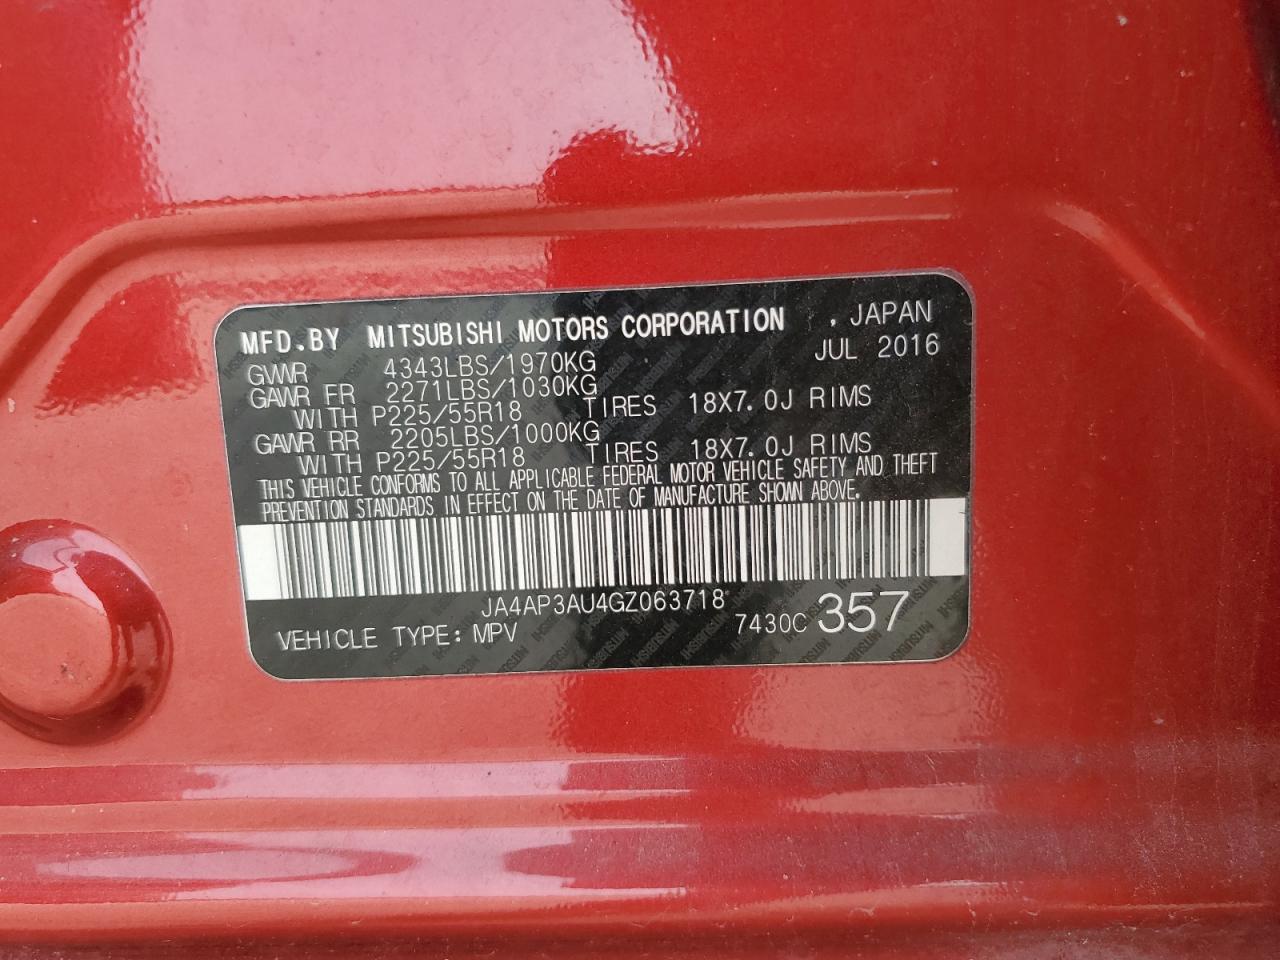 MFD.BY MITSUBISHI MOTORS CORPORATION , JAPAN
GVWR 4343LBS/1970KG JUL 2016
GAWR FR 2271LBS/1030KG
WITH P225/55R18 TIRES 18X7.0J RIMS
GAWR RR 2205LBS/1000KG
WITH P225/55R18 TIRES 18X7.0J RIMS
THIS VEHICLE CONFORMS TO ALL APPLICABLE FEDERAL MOTOR VEHICLE SAFETY AND THEFT
PREVENTION STANDARDS IN EFFECT ON THE DATE OF MANUFACTURE SHOWN ABOVE.
JA4AP3AU4GZ063718
VEHICLE TYPE: MPV 7430C 357